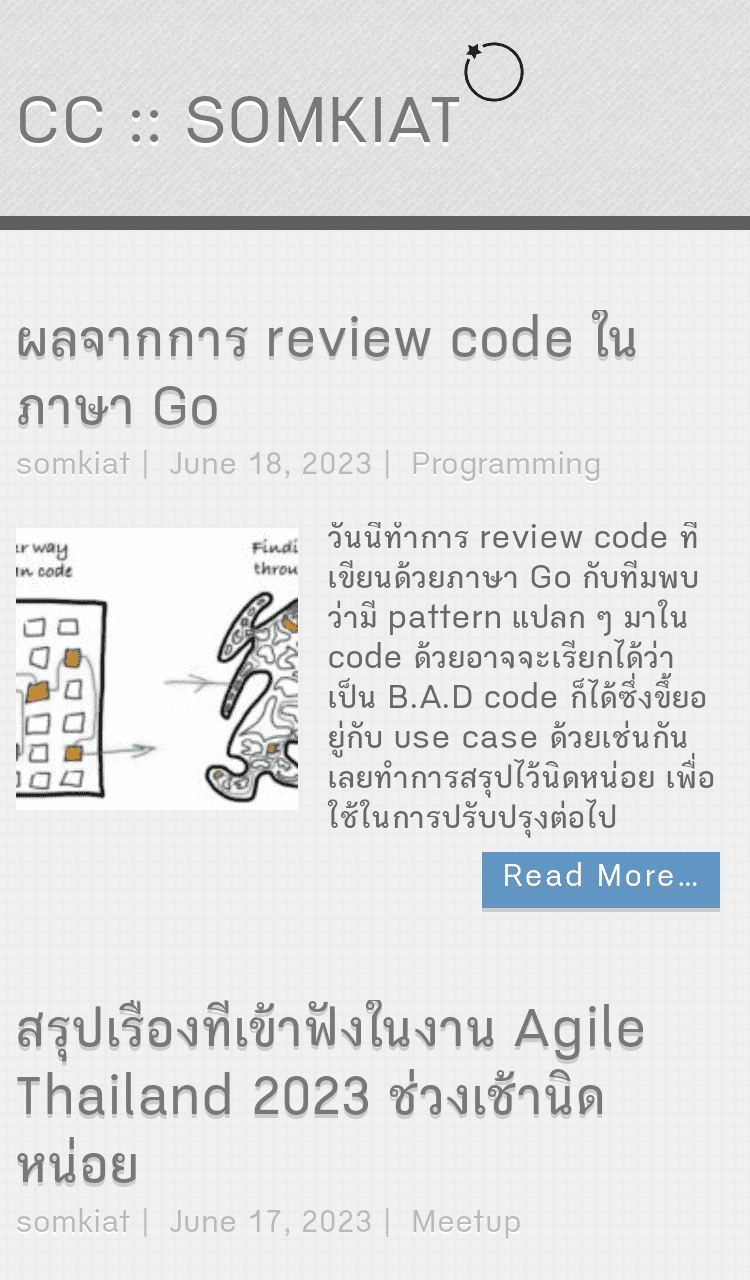 CC :: SOMKIAT
ผลจากการ review code ใน
ภาษา Go
somkiat | June 18, 2023 | Programming
er way
Findi
an code
throu
วันนี้ทำการ review code ที่
เขียนด้วยภาษา Go กับทีมพบ
ว่ามี pattern แปลก ๆ มาใน
code ด้วยอาจจะเรียกได้ว่า
เป็น B.A.D code ก็ได้ซึ่งขึ้ยอ
ยู่กับ use case ด้วยเช่นกัน
เลยทำการสรุปไว้นิดหน่อย เพื่อ
ใช้ในการปรับปรุงต่อไป
Read More...
สรุปเรื่องที่เข้าฟังในงาน Agile
Thailand 2023 ช่วงเช้านิด
หน่อย
somkiat | June 17, 2023 | Meetup